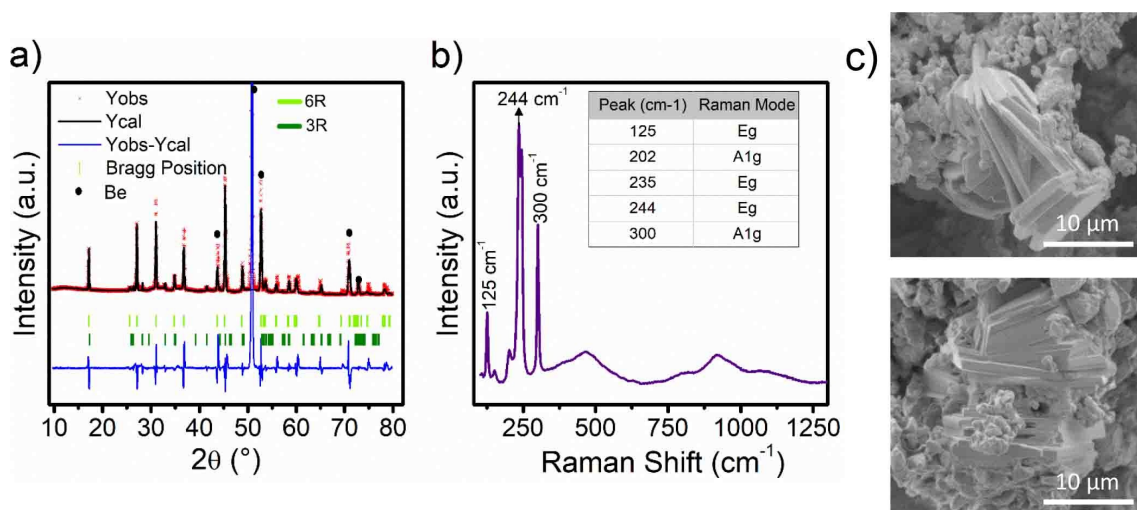 a)
Yobs
Ycal
Yobs-Ycal
Bragg Position
Be
6R
3R
Intensity (a.u.)
10 20 30 40 50 60 70 80
2θ (°)
b)
244 cm-1
125 cm-1
300 cm-1
Peak (cm-1) Raman Mode
125 Eg
202 A1g
235 Eg
244 Eg
300 A1g
Intensity (a.u.)
250 500 750 1000 1250
Raman Shift (cm-1)
c)
10 µm
10 µm